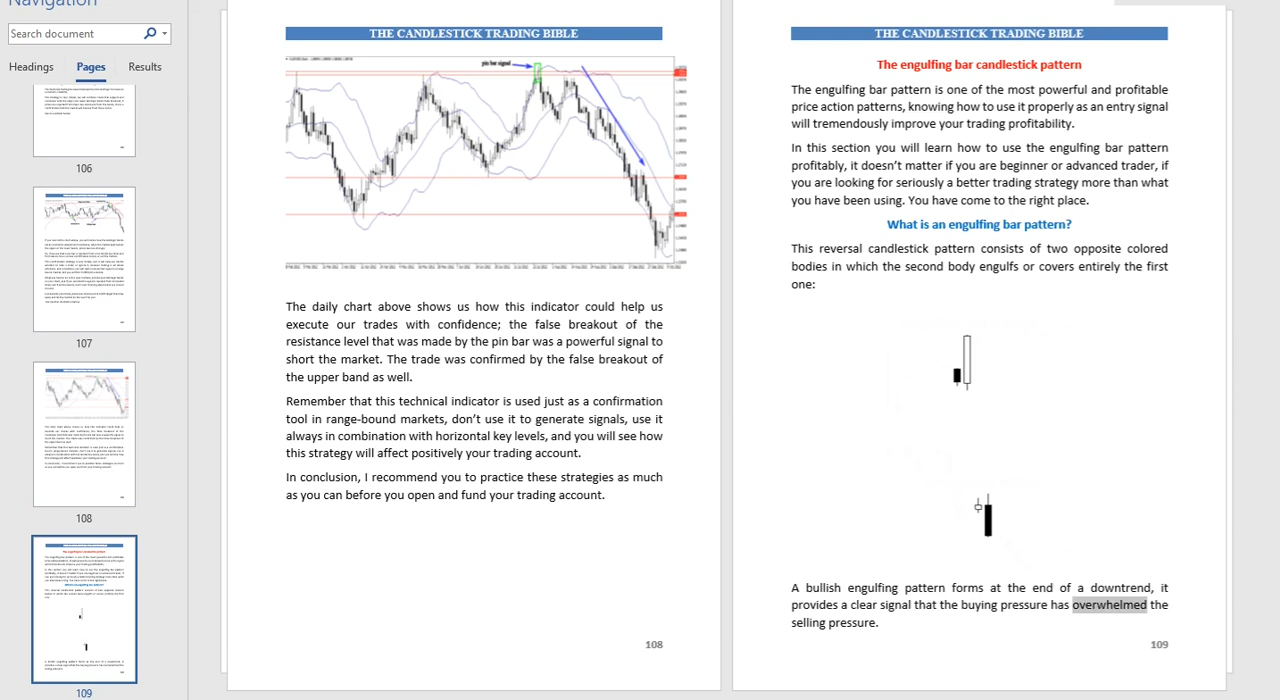 Navigation
Search document
Headings Pages Results
106
107
108
109
THE CANDLESTICK TRADING BIBLE
pin bar signal
The daily chart above shows us how this indicator could help us
execute our trades with confidence; the false breakout of the
resistance level that was made by the pin bar was a powerful signal to
short the market. The trade was confirmed by the false breakout of
the upper band as well.
Remember that this technical indicator is used just as a confirmation
tool in range-bound markets, don’t use it to generate signals, use it
always in combination with horizontal key levels, and you will see how
this strategy will affect positively your trading account.
In conclusion, I recommend you to practice these strategies as much
as you can before you open and fund your trading account.
108
THE CANDLESTICK TRADING BIBLE
The engulfing bar candlestick pattern
The engulfing bar pattern is one of the most powerful and profitable
price action patterns, knowing how to use it properly as an entry signal
will tremendously improve your trading profitability.
In this section you will learn how to use the engulfing bar pattern
profitably, it doesn’t matter if you are beginner or advanced trader, if
you are looking for seriously a better trading strategy more than what
you have been using. You have come to the right place.
What is an engulfing bar pattern?
This reversal candlestick pattern consists of two opposite colored
bodies in which the second body engulfs or covers entirely the first
one:
A bullish engulfing pattern forms at the end of a downtrend, it
provides a clear signal that the buying pressure has overwhelmed the
selling pressure.
109